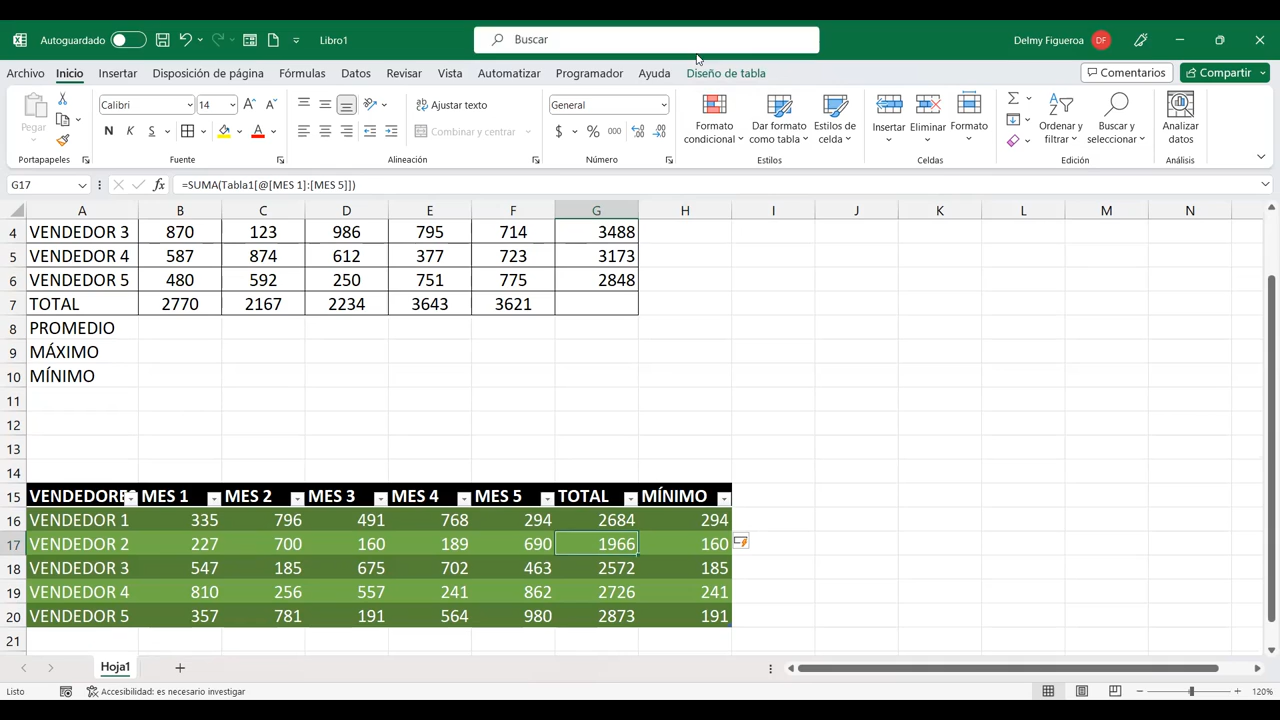 Autoguardado
Libro1
Buscar
Delmy Figueroa DF
Archivo Inicio Insertar Disposición de página Fórmulas Datos Revisar Vista Automatizar Programador Ayuda Diseño de tabla
Comentarios
Compartir
Pegar
Calibri 14
N K S
Ajustar texto
Combinar y centrar
General
$ % 000
Formato condicional
Dar formato como tabla
Estilos de celda
Insertar Eliminar Formato
Ordenar y filtrar
Buscar y seleccionar
Analizar datos
Portapapeles Fuente Alineación Número Estilos Celdas Edición Análisis
G17 fx =SUMA(Tabla1[@[MES 1]:[MES 5]])
A B C D E F G H I J K L M N
4 VENDEDOR 3 870 123 986 795 714 3488
5 VENDEDOR 4 587 874 612 377 723 3173
6 VENDEDOR 5 480 592 250 751 775 2848
7 TOTAL 2770 2167 2234 3643 3621
8 PROMEDIO
9 MÁXIMO
10 MÍNIMO
11
12
13
14
15 VENDEDORES MES 1 MES 2 MES 3 MES 4 MES 5 TOTAL MÍNIMO
16 VENDEDOR 1 335 796 491 768 294 2684 294
17 VENDEDOR 2 227 700 160 189 690 1966 160
18 VENDEDOR 3 547 185 675 702 463 2572 185
19 VENDEDOR 4 810 256 557 241 862 2726 241
20 VENDEDOR 5 357 781 191 564 980 2873 191
21
Hoja1
Listo
Accesibilidad: es necesario investigar
120%